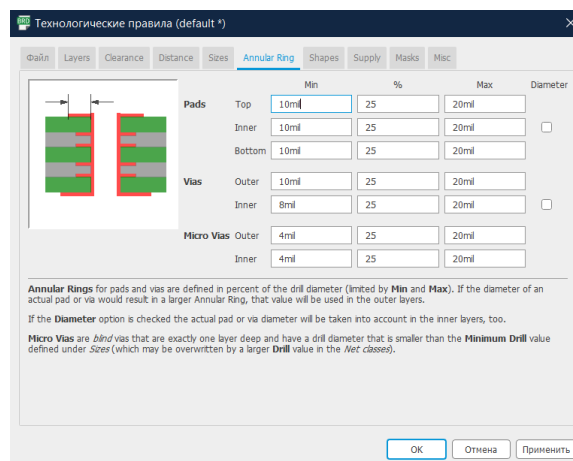 Технологические правила (default *)
Файл Layers Clearance Distance Sizes Annular Ring Shapes Supply Masks Misc
Min % Max Diameter
Pads Top 10mil 25 20mil
Inner 10mil 25 20mil
Bottom 10mil 25 20mil
Vias Outer 10mil 25 20mil
Inner 8mil 25 20mil
Micro Vias Outer 4mil 25 20mil
Inner 4mil 25 20mil
Annular Rings for pads and vias are defined in percent of the drill diameter (limited by Min and Max). If the diameter of an
actual pad or via would result in a larger Annular Ring, that value will be used in the outer layers.
If the Diameter option is checked the actual pad or via diameter will be taken into account in the inner layers, too.
Micro Vias are blind vias that are exactly one layer deep and have a drill diameter that is smaller than the Minimum Drill value
defined under Sizes (which may be overwritten by a larger Drill value in the Net classes).
OK Отмена Применить